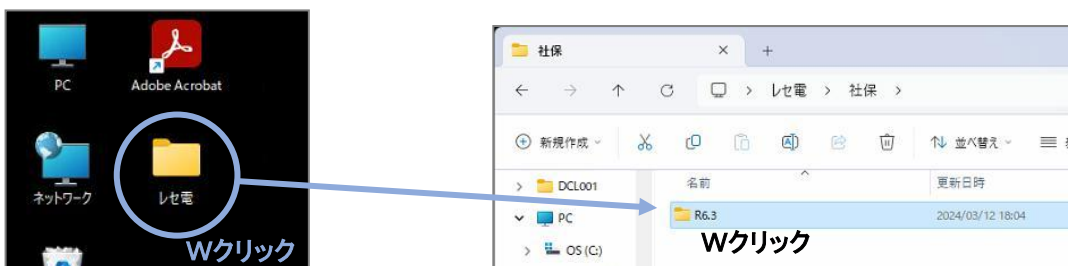 PC
Adobe Acrobat
ネットワーク
レセ電
Wクリック
社保
レセ電 > 社保 >
新規作成
並べ替え
名前
更新日時
DCL001
PC
OS (C:)
R6.3
2024/03/12 18:04
Wクリック